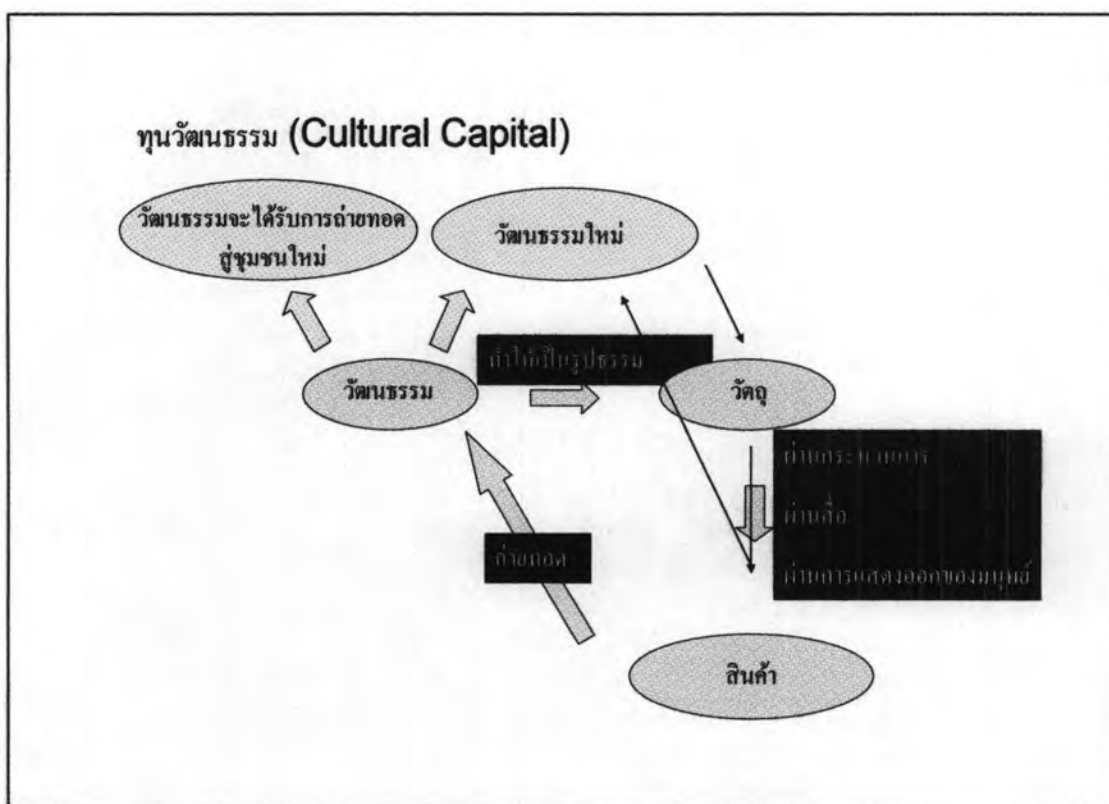 ทุนวัฒนธรรม (Cultural Capital)
วัฒนธรรมจะได้รับการถ่ายทอด
สู่ชุมชนใหม่
วัฒนธรรมใหม่
ทำให้เป็นรูปธรรม
วัฒนธรรม
วัตถุ
ผ่านกระบวนการ
ผ่านสื่อ
ผ่านการแสดงออกของมนุษย์
ถ่ายทอด
สินค้า